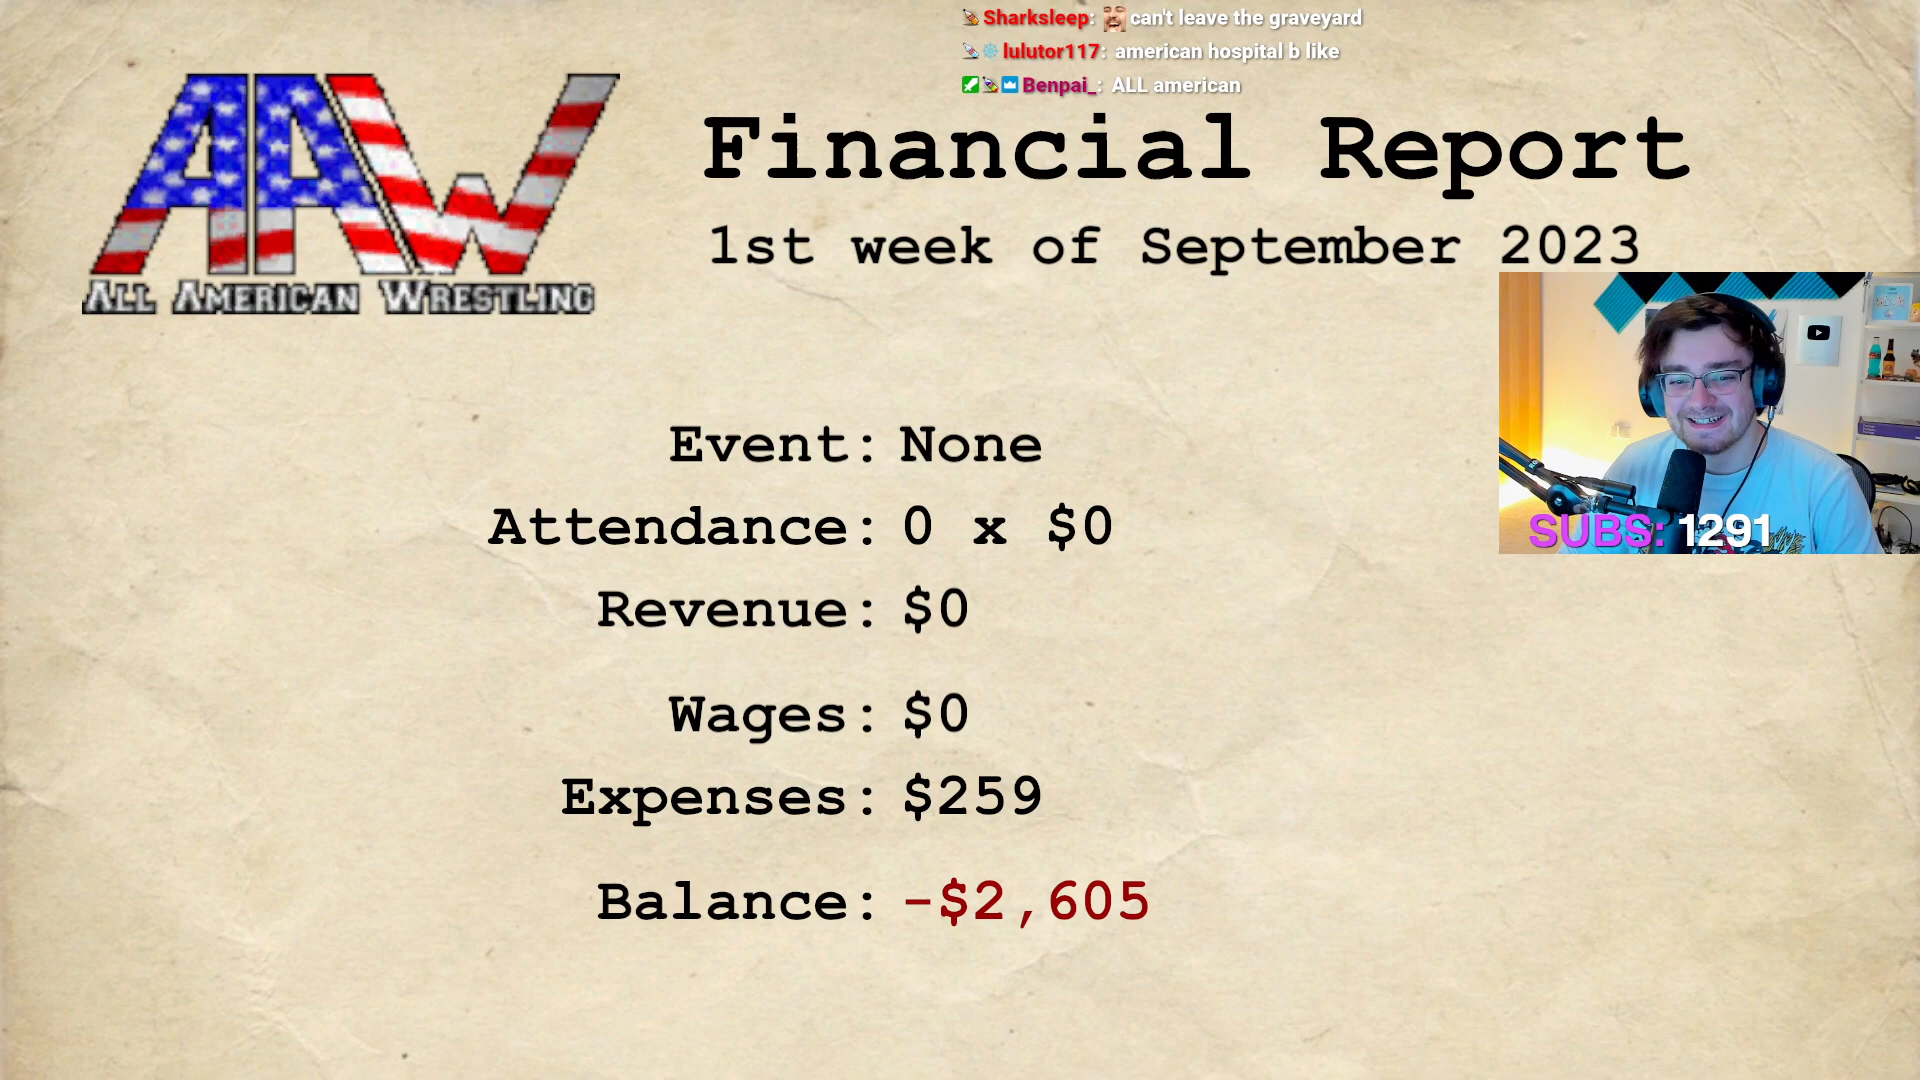 Sharksleep: can't leave the graveyard
lulutor117: american hospital b like
Benpai_: ALL american
AAW
ALL AMERICAN WRESTLING
Financial Report
1st week of September 2023
Event: None
Attendance: 0 x $0
Revenue: $0
Wages: $0
Expenses: $259
Balance: -$2,605
SUBS: 1291